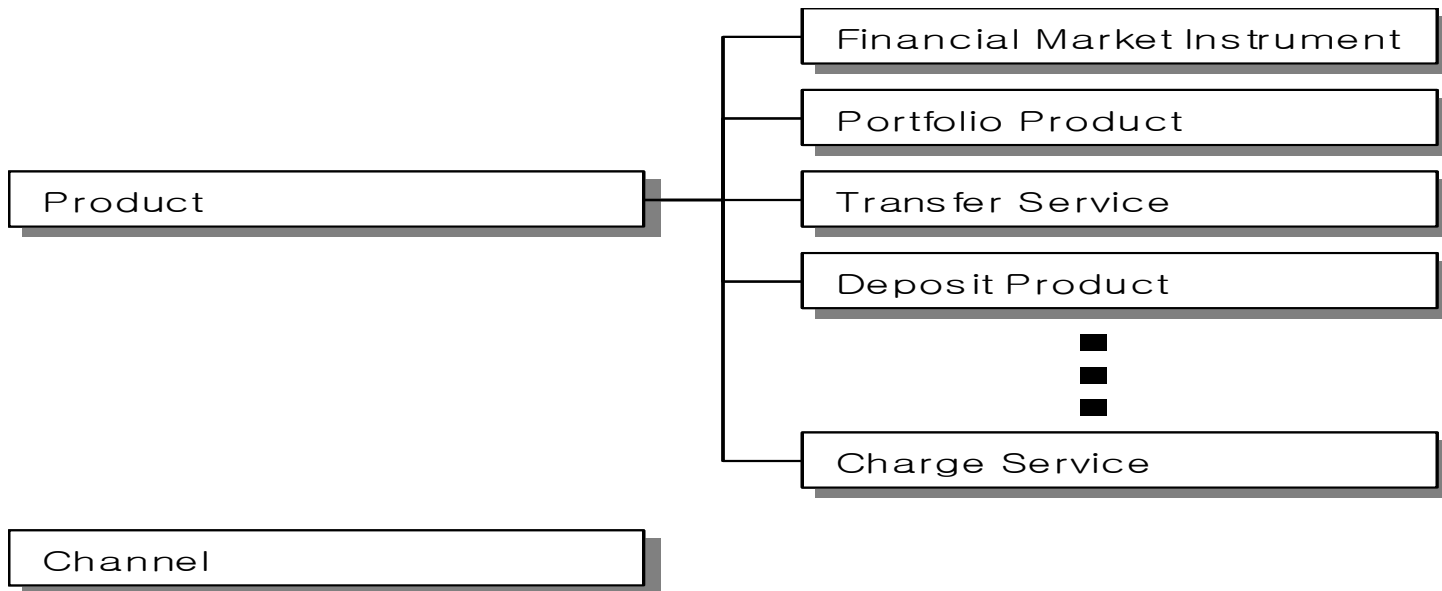 Financial Market Instrument
Portfolio Product
Product
Transfer Service
Deposit Product
Charge Service
Channel